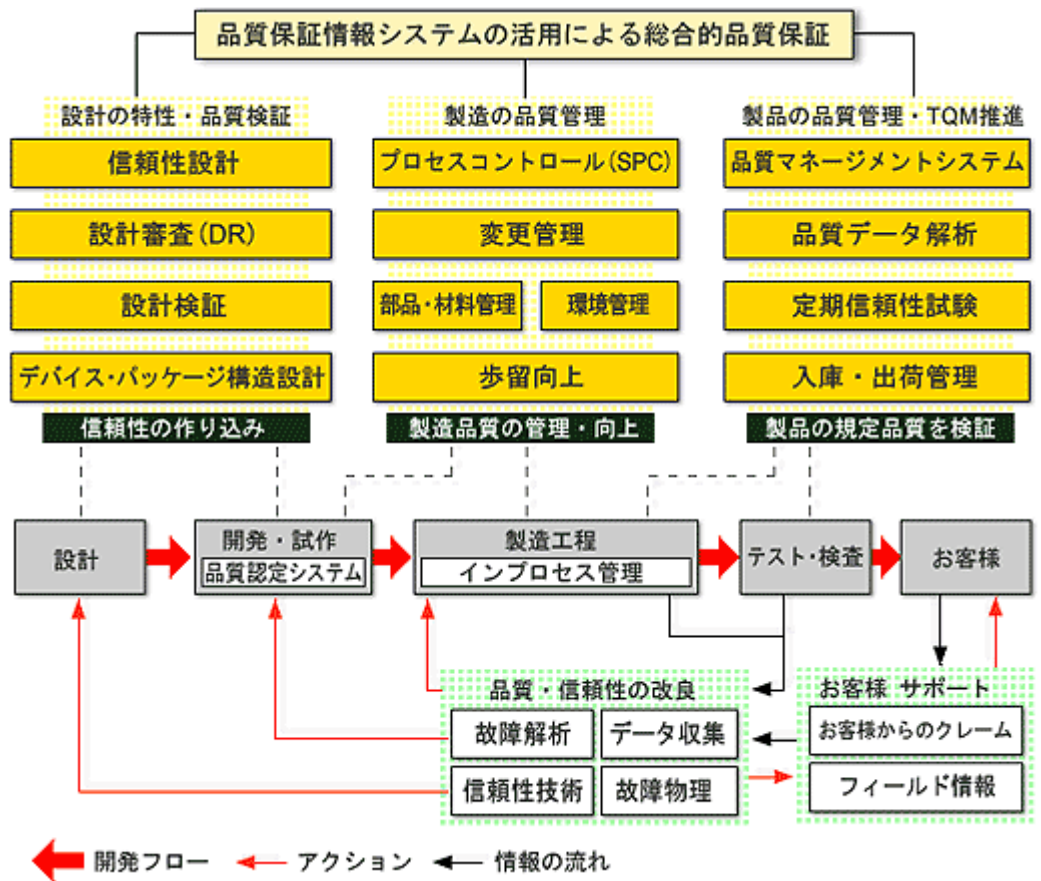 品質保証情報システムの活用による総合的品質保証
設計の特性・品質検証
信頼性設計
設計審査(DR)
設計検証
デバイス・パッケージ構造設計
信頼性の作り込み
製造の品質管理
プロセスコントロール(SPC)
変更管理
部品・材料管理
環境管理
歩留向上
製造品質の管理・向上
製品の品質管理・TQM推進
品質マネージメントシステム
品質データ解析
定期信頼性試験
入庫・出荷管理
製品の規定品質を検証
設計
開発・試作
品質認定システム
製造工程
インプロセス管理
テスト・検査
お客様
品質・信頼性の改良
故障解析
データ収集
信頼性技術
故障物理
お客様 サポート
お客様からのクレーム
フィールド情報
開発フロー
アクション
情報の流れ